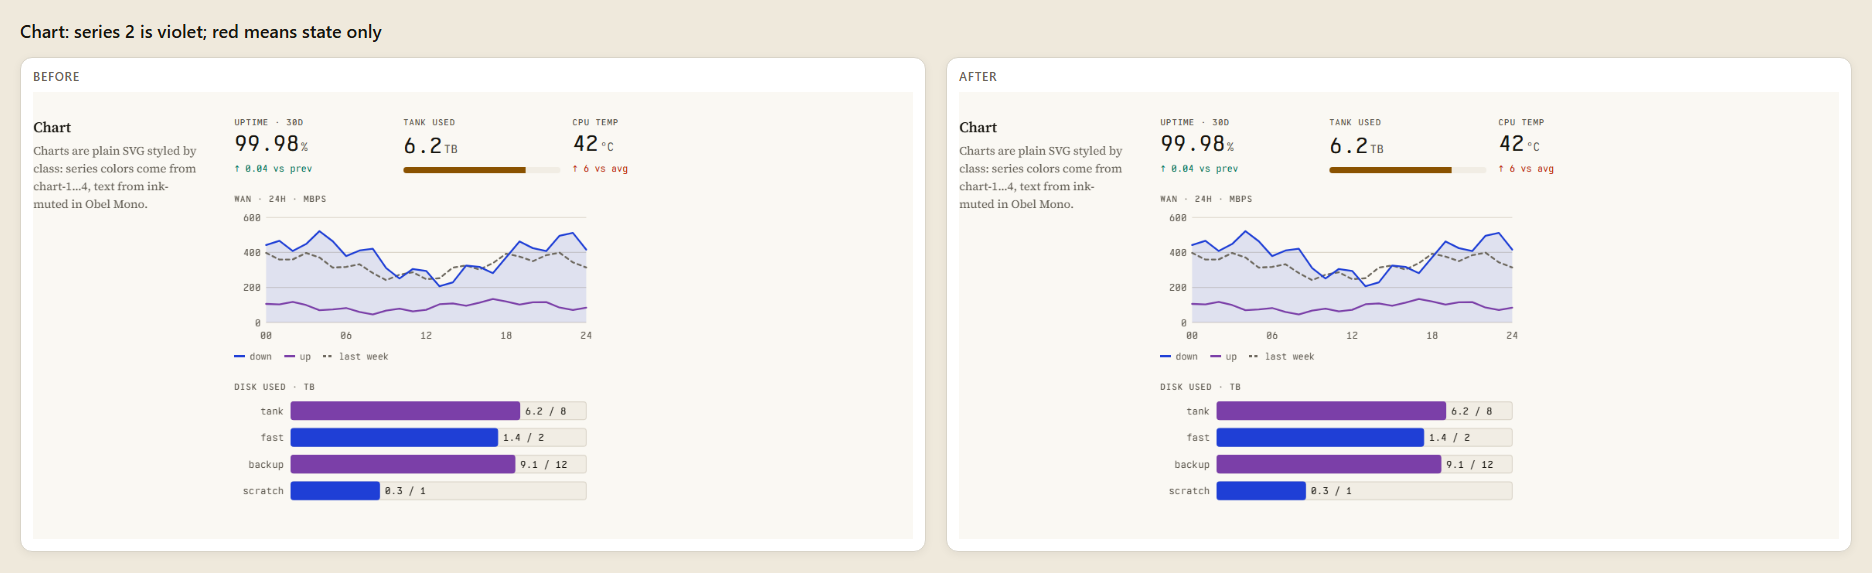 Chart: series 2 is violet; red means state only
BEFORE
Chart
Charts are plain SVG styled by
class: series colors come from
chart-1…4, text from ink-
muted in Obel Mono.
UPTIME · 30D
99.98%
↑ 0.04 vs prev
TANK USED
6.2TB
CPU TEMP
42°C
↑ 6 vs avg
WAN · 24H · MBPS
600
400
200
0
00 06 12 18 24
down up last week
DISK USED · TB
tank 6.2 / 8
fast 1.4 / 2
backup 9.1 / 12
scratch 0.3 / 1
AFTER
Chart
Charts are plain SVG styled by
class: series colors come from
chart-1…4, text from ink-
muted in Obel Mono.
UPTIME · 30D
99.98%
↑ 0.04 vs prev
TANK USED
6.2TB
CPU TEMP
42°C
↑ 6 vs avg
WAN · 24H · MBPS
600
400
200
0
00 06 12 18 24
down up last week
DISK USED · TB
tank 6.2 / 8
fast 1.4 / 2
backup 9.1 / 12
scratch 0.3 / 1